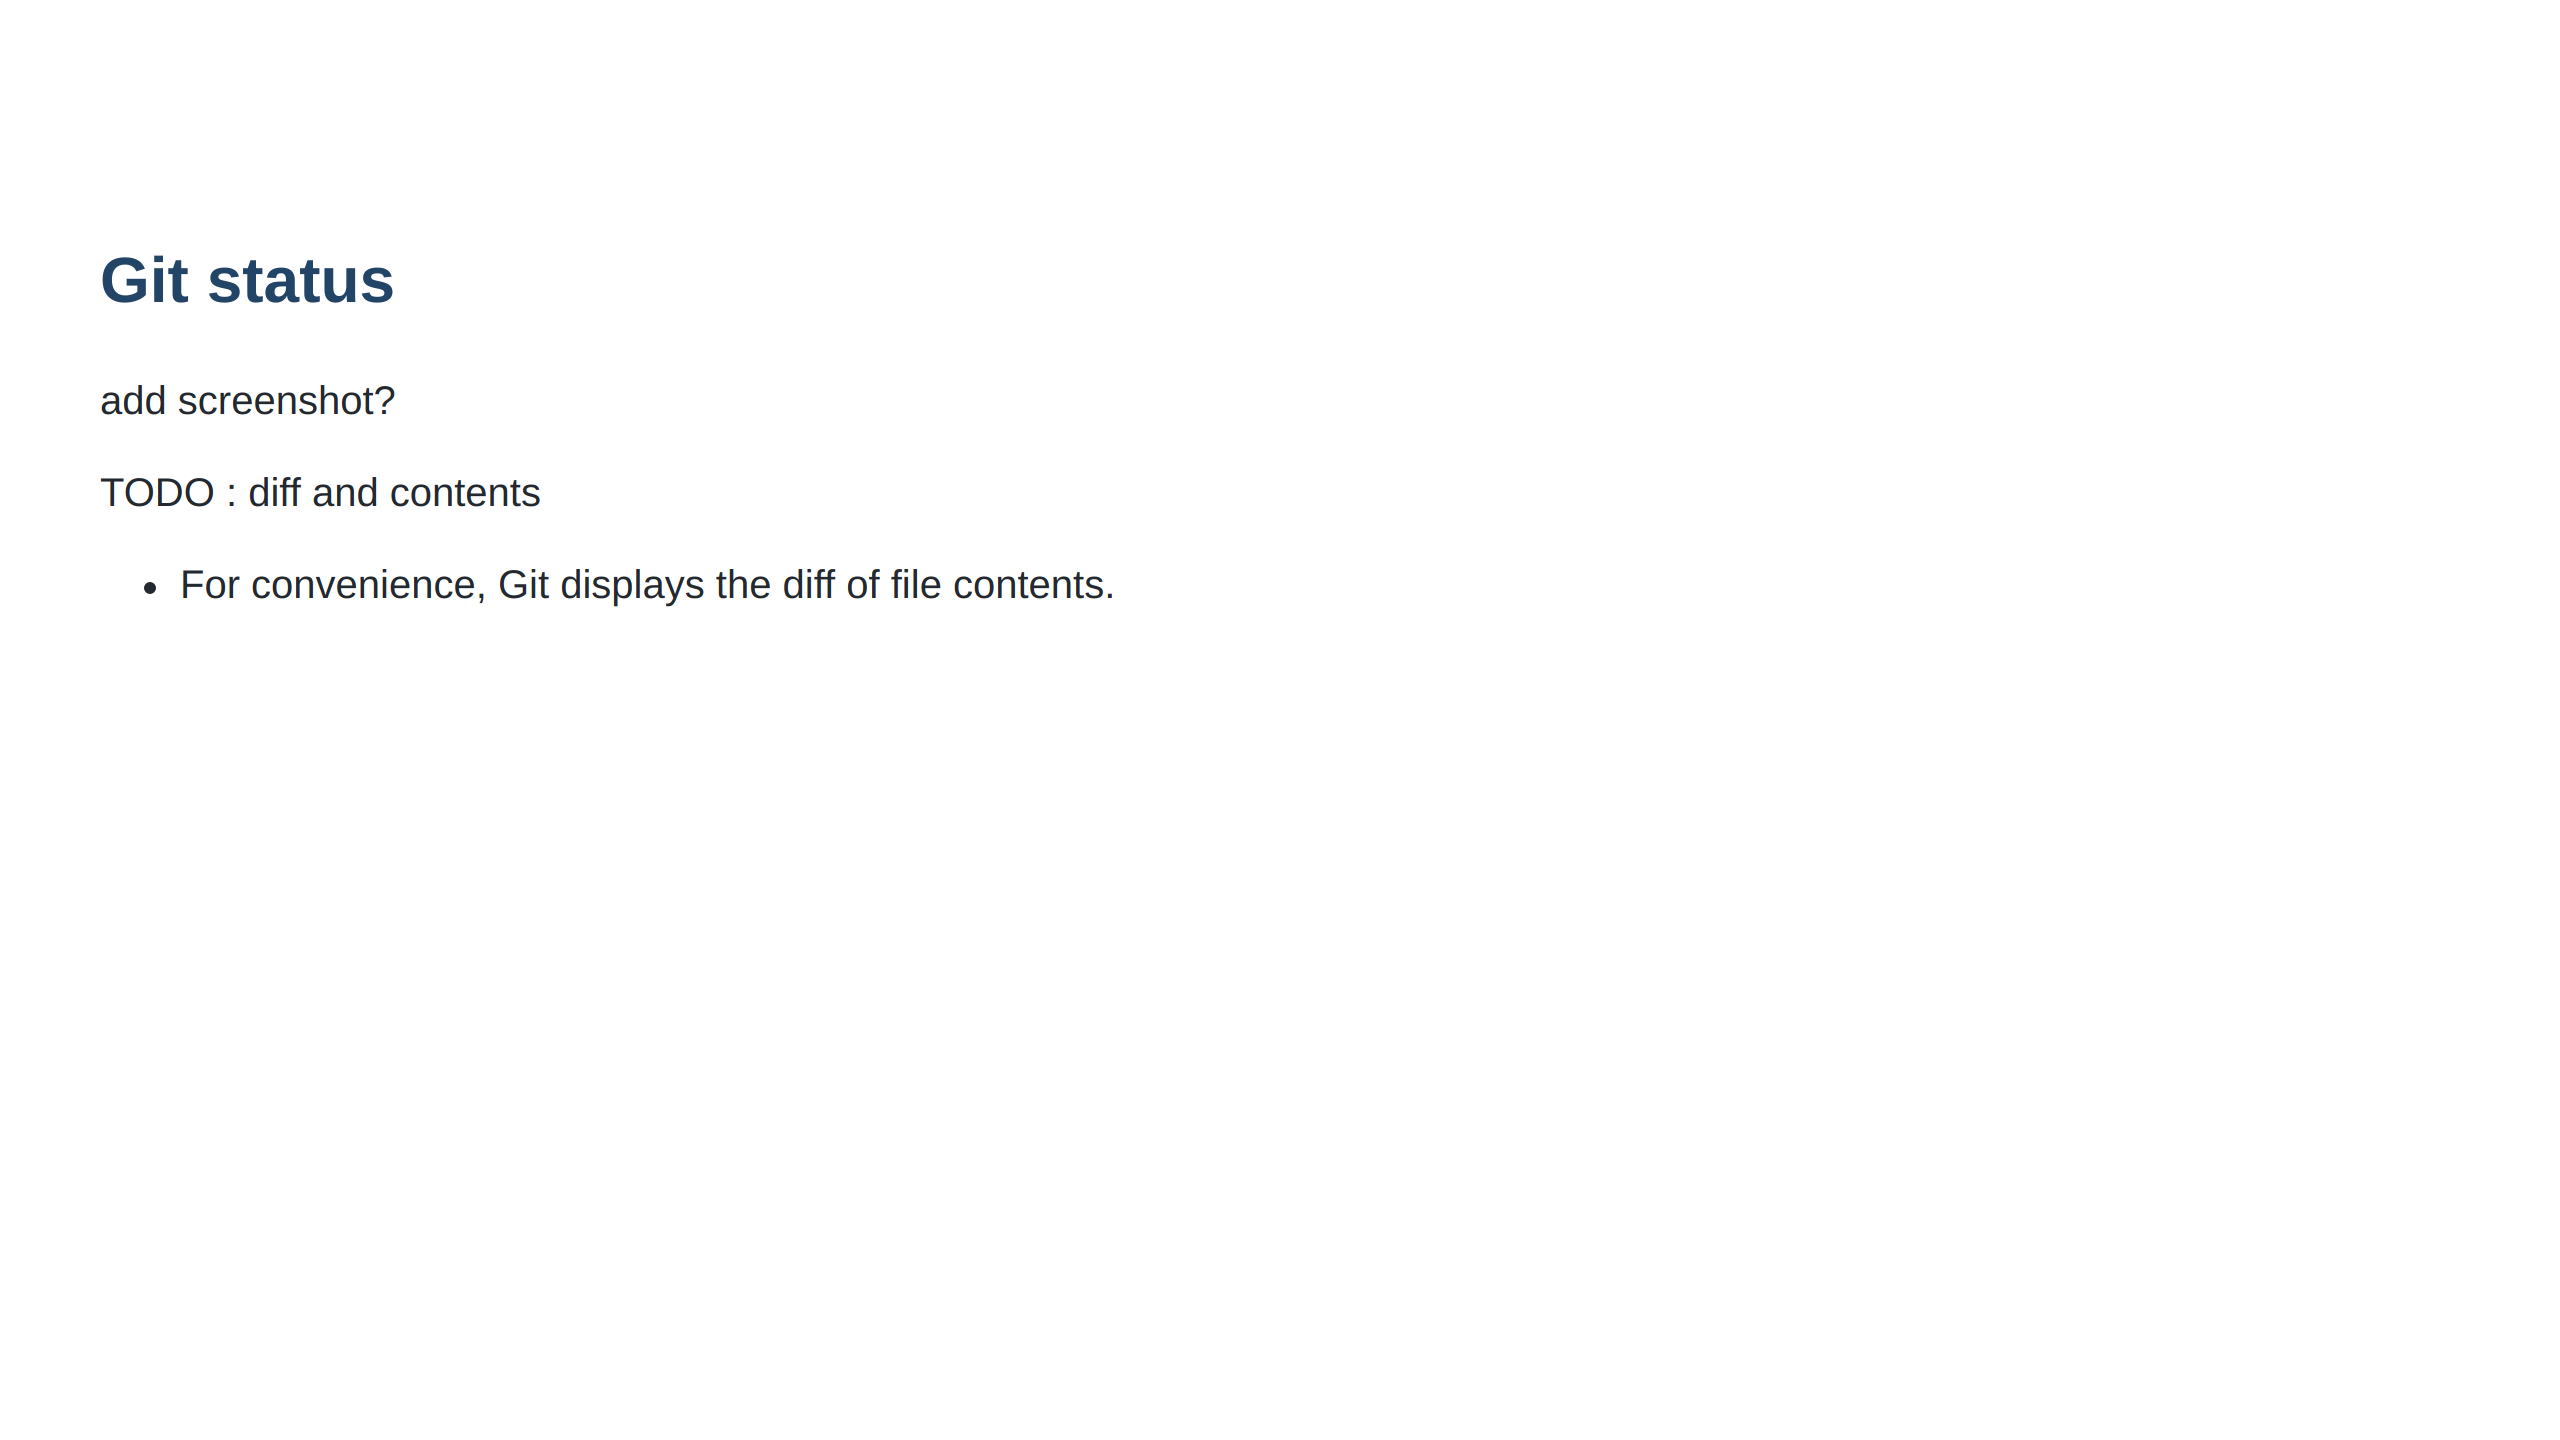 Git status
add screenshot?
TODO : diff and contents
For convenience, Git displays the diff of file contents.